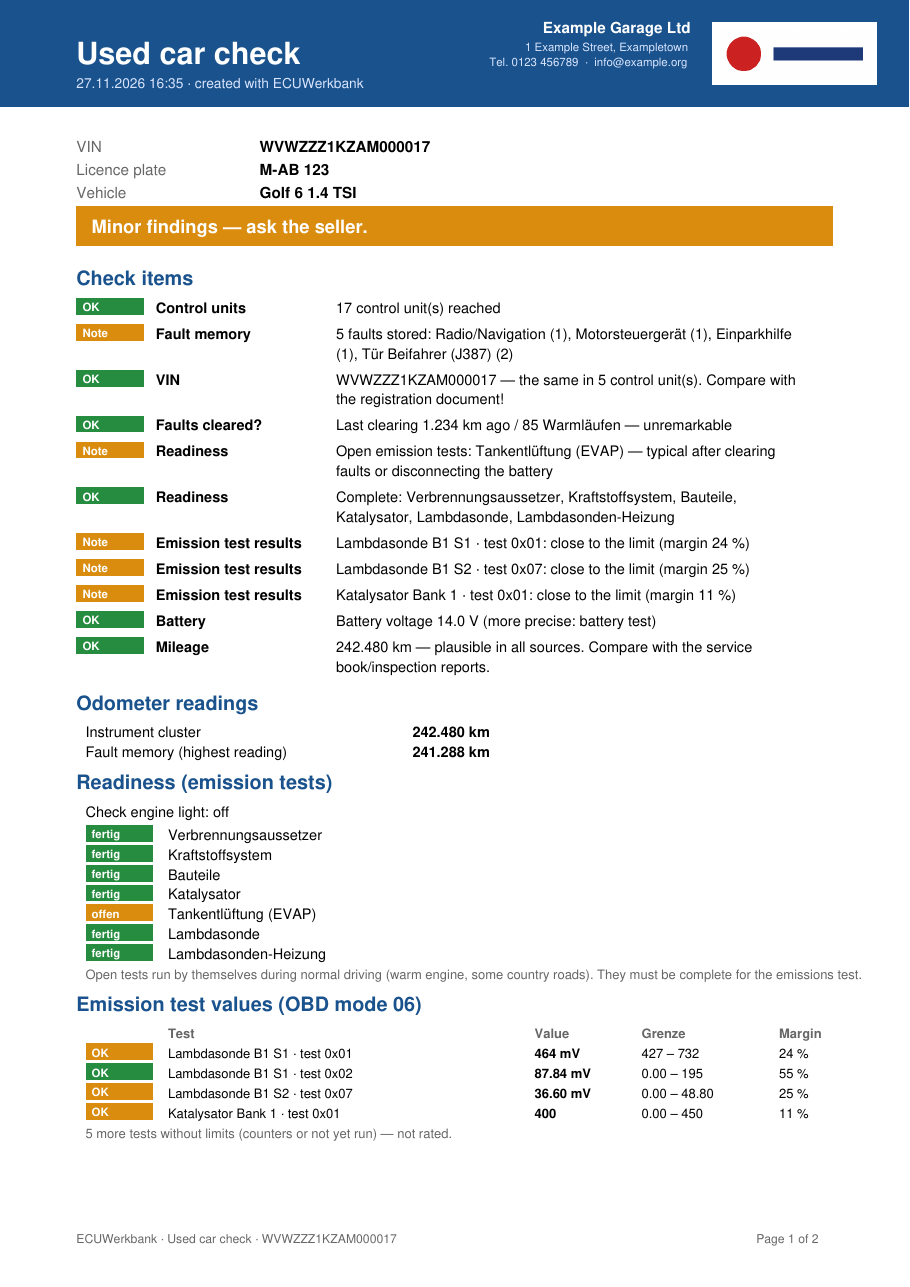 Used car check
27.11.2026 16:35 · created with ECUWerkbank
Example Garage Ltd
1 Example Street, Exampletown
Tel. 0123 456789 · info@example.org
VIN WVWZZZ1KZAM000017
Licence plate M-AB 123
Vehicle Golf 6 1.4 TSI
Minor findings — ask the seller.
Check items
OK Control units 17 control unit(s) reached
Note Fault memory 5 faults stored: Radio/Navigation (1), Motorsteuergerät (1), Einparkhilfe
(1), Tür Beifahrer (J387) (2)
OK VIN WVWZZZ1KZAM000017 — the same in 5 control unit(s). Compare with
the registration document!
OK Faults cleared? Last clearing 1.234 km ago / 85 Warmläufen — unremarkable
Note Readiness Open emission tests: Tankentlüftung (EVAP) — typical after clearing
faults or disconnecting the battery
OK Readiness Complete: Verbrennungsaussetzer, Kraftstoffsystem, Bauteile,
Katalysator, Lambdasonde, Lambdasonden-Heizung
Note Emission test results Lambdasonde B1 S1 · test 0x01: close to the limit (margin 24 %)
Note Emission test results Lambdasonde B1 S2 · test 0x07: close to the limit (margin 25 %)
Note Emission test results Katalysator Bank 1 · test 0x01: close to the limit (margin 11 %)
OK Battery Battery voltage 14.0 V (more precise: battery test)
OK Mileage 242.480 km — plausible in all sources. Compare with the service
book/inspection reports.
Odometer readings
Instrument cluster 242.480 km
Fault memory (highest reading) 241.288 km
Readiness (emission tests)
Check engine light: off
fertig Verbrennungsaussetzer
fertig Kraftstoffsystem
fertig Bauteile
fertig Katalysator
offen Tankentlüftung (EVAP)
fertig Lambdasonde
fertig Lambdasonden-Heizung
Open tests run by themselves during normal driving (warm engine, some country roads). They must be complete for the emissions test.
Emission test values (OBD mode 06)
Test Value Grenze Margin
OK Lambdasonde B1 S1 · test 0x01 464 mV 427 – 732 24 %
OK Lambdasonde B1 S1 · test 0x02 87.84 mV 0.00 – 195 55 %
OK Lambdasonde B1 S2 · test 0x07 36.60 mV 0.00 – 48.80 25 %
OK Katalysator Bank 1 · test 0x01 400 0.00 – 450 11 %
5 more tests without limits (counters or not yet run) — not rated.
ECUWerkbank · Used car check · WVWZZZ1KZAM000017 Page 1 of 2